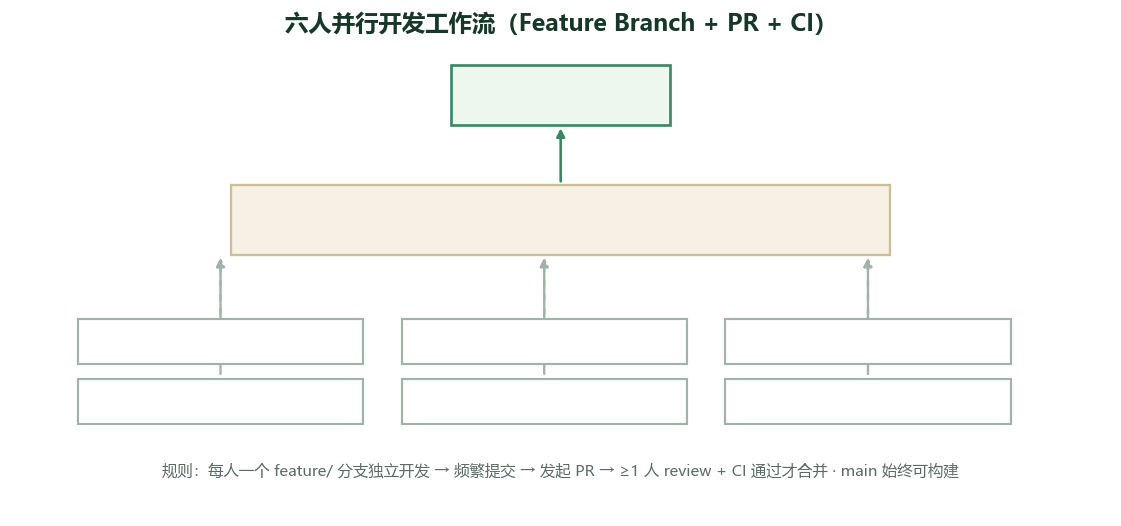 六人并行开发工作流（Feature Branch + PR + CI）
规则：每人一个 feature/ 分支独立开发 → 频繁提交 → 发起 PR → ≥1 人 review + CI 通过才合并 · main 始终可构建